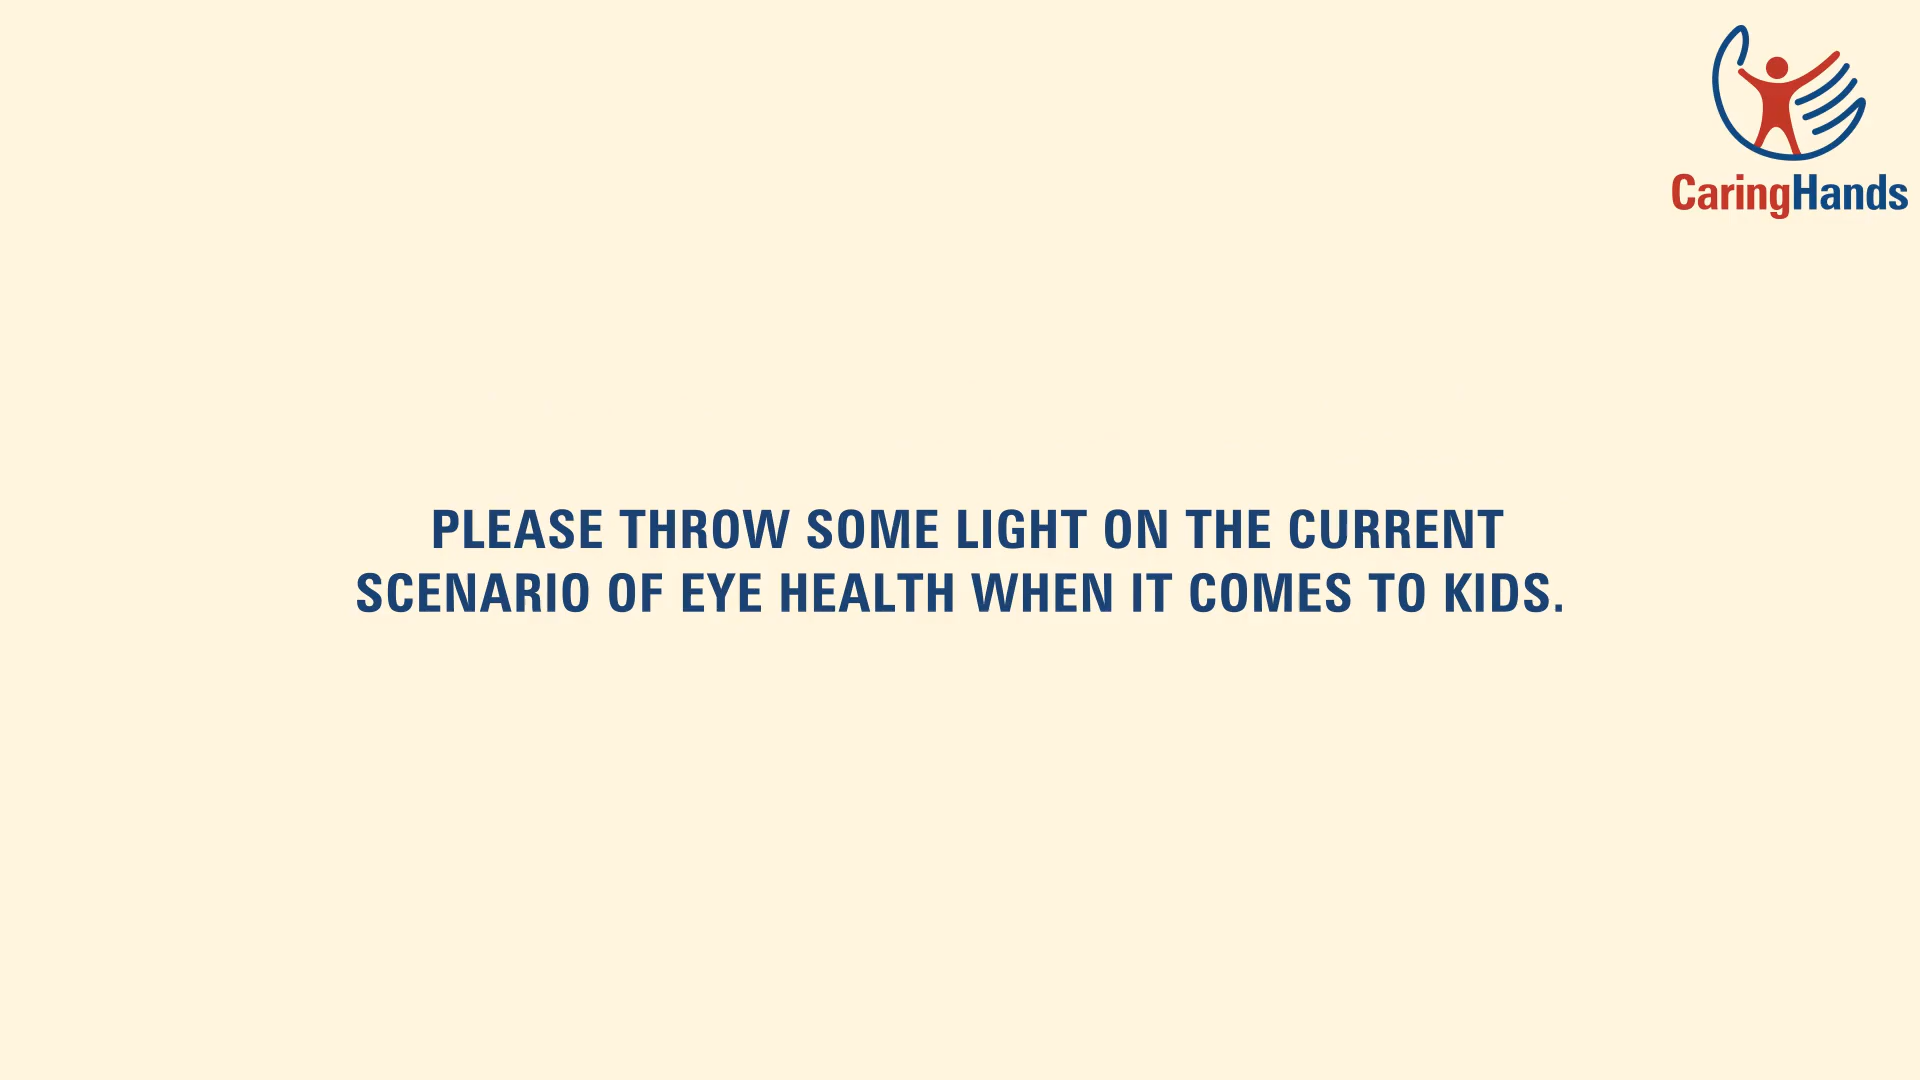 CaringHands
PLEASE THROW SOME LIGHT ON THE CURRENT
SCENARIO OF EYE HEALTH WHEN IT COMES TO KIDS.